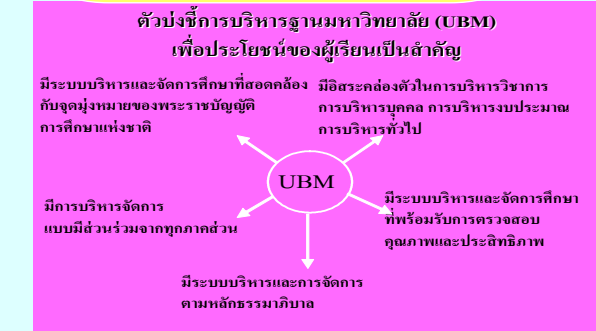 ตัวบ่งชี้การบริหารฐานมหาวิทยาลัย (UBM)
เพื่อประโยชน์ของผู้เรียนเป็นสำคัญ
มีระบบบริหารและจัดการศึกษาที่สอดคล้อง
กับจุดมุ่งหมายของพระราชบัญญัติ
การศึกษาแห่งชาติ
มีอิสระคล่องตัวในการบริหารวิชาการ
การบริหารบุคคล การบริหารงบประมาณ
การบริหารทั่วไป
UBM
มีการบริหารจัดการ
แบบมีส่วนร่วมจากทุกภาคส่วน
มีระบบบริหารและจัดการศึกษา
ที่พร้อมรับการตรวจสอบ
คุณภาพและประสิทธิภาพ
มีระบบบริหารและการจัดการ
ตามหลักธรรมาภิบาล